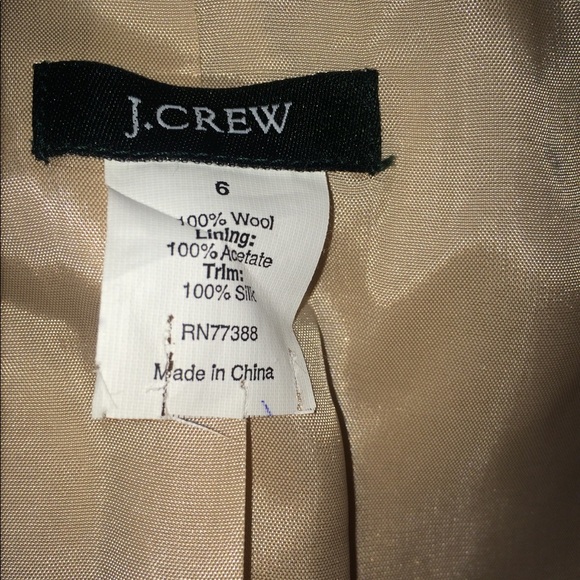 J.CREW
6
100% Wool
Lining:
100% Acetate
Trim:
100% Silk
RN77388
Made in China